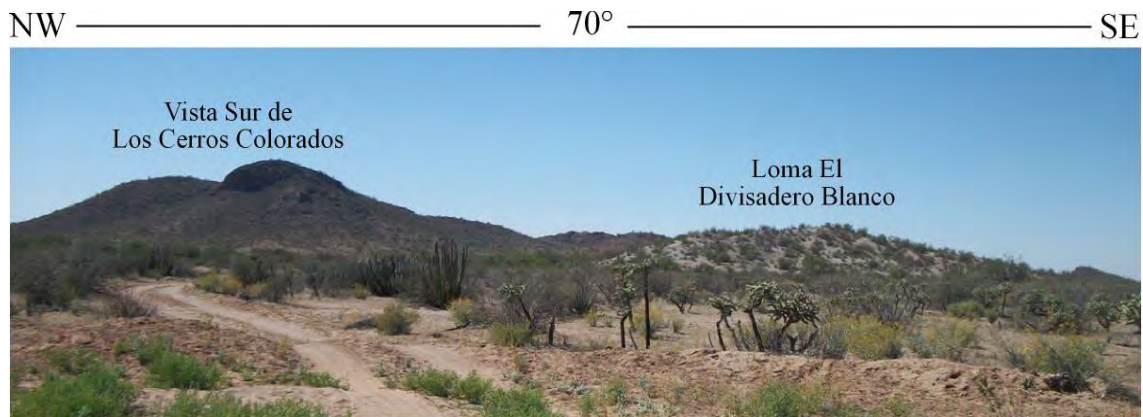 NW 70° SE
Vista Sur de
Los Cerros Colorados
Loma El
Divisadero Blanco